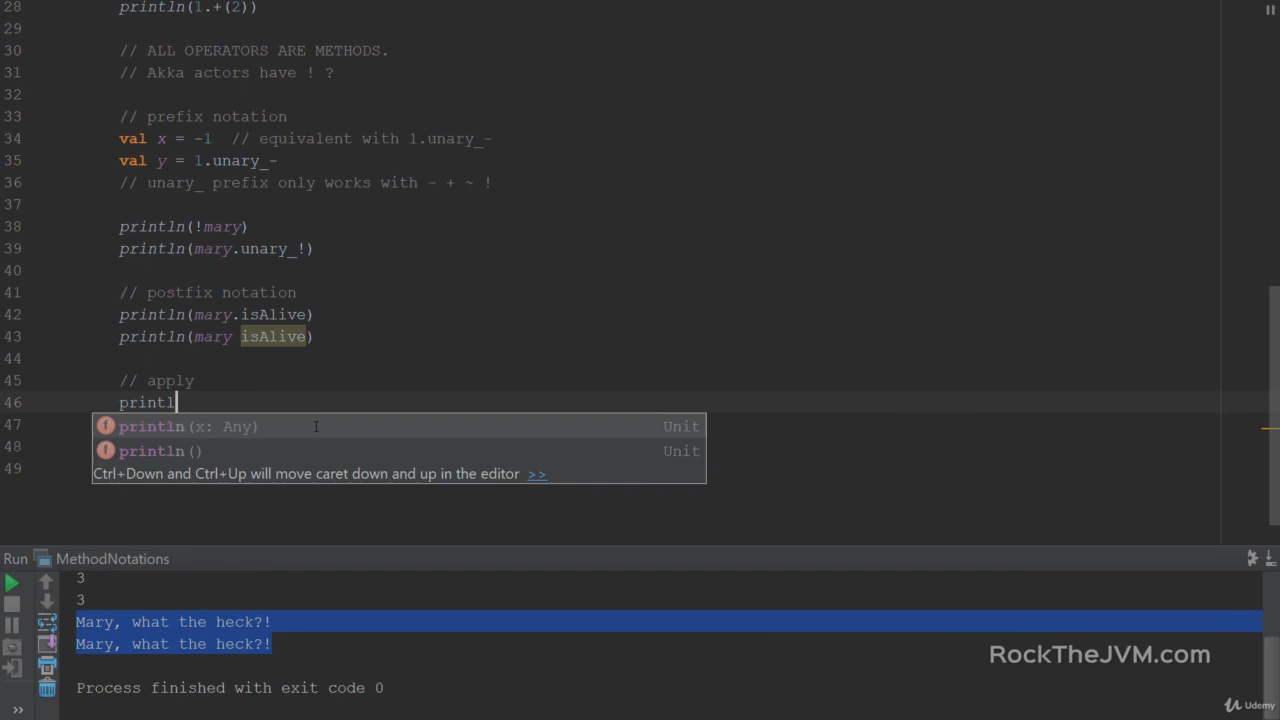 28 println(1.+(2))
29
30 // ALL OPERATORS ARE METHODS.
31 // Akka actors have ! ?
32
33 // prefix notation
34 val x = -1 // equivalent with 1.unary_-
35 val y = 1.unary_-
36 // unary_ prefix only works with - + ~ !
37
38 println(!mary)
39 println(mary.unary_!)
40
41 // postfix notation
42 println(mary.isAlive)
43 println(mary isAlive)
44
45 // apply
46 printl
47 f println(x: Any) Unit
48 f println() Unit
49 Ctrl+Down and Ctrl+Up will move caret down and up in the editor >>
Run MethodNotations
3
3
Mary, what the heck?!
Mary, what the heck?!
RockTheJVM.com
Process finished with exit code 0
Udemy